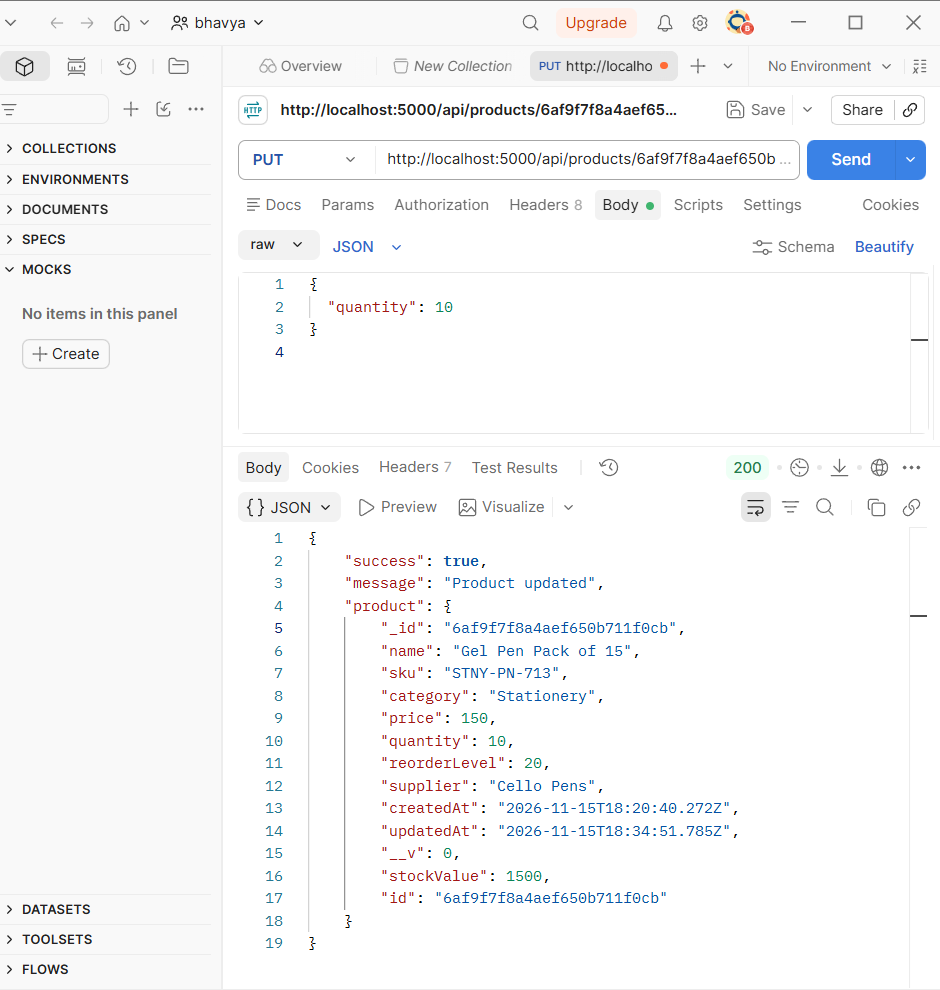 bhavya
Upgrade
8
Overview
New Collection
PUT http://localho
No Environment
HTTP
http://localhost:5000/api/products/6af9f7f8a4aef65...
Save
Share
COLLECTIONS
ENVIRONMENTS
DOCUMENTS
SPECS
MOCKS
No items in this panel
Create
PUT
http://localhost:5000/api/products/6af9f7f8a4aef650b ...
Send
Docs Params Authorization Headers 8 Body Scripts Settings Cookies
raw JSON Schema Beautify
1 {
2 "quantity": 10
3 }
4
Body Cookies Headers 7 Test Results 200
{} JSON Preview Visualize
1 {
2 "success": true,
3 "message": "Product updated",
4 "product": {
5 "_id": "6af9f7f8a4aef650b711f0cb",
6 "name": "Gel Pen Pack of 15",
7 "sku": "STNY-PN-713",
8 "category": "Stationery",
9 "price": 150,
10 "quantity": 10,
11 "reorderLevel": 20,
12 "supplier": "Cello Pens",
13 "createdAt": "2026-11-15T18:20:40.272Z",
14 "updatedAt": "2026-11-15T18:34:51.785Z",
15 "__v": 0,
16 "stockValue": 1500,
17 "id": "6af9f7f8a4aef650b711f0cb"
18 }
19 }
DATASETS
TOOLSETS
FLOWS